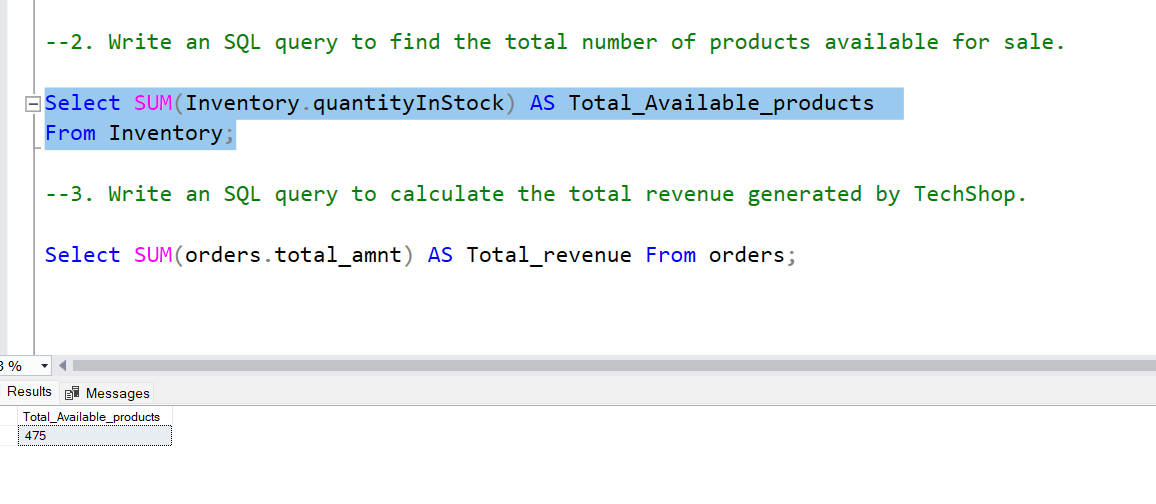 --2. Write an SQL query to find the total number of products available for sale.
Select SUM(Inventory.quantityInStock) AS Total_Available_products
From Inventory;
--3. Write an SQL query to calculate the total revenue generated by TechShop.
Select SUM(orders.total_amnt) AS Total_revenue From orders;
%
Results Messages
Total_Available_products
475